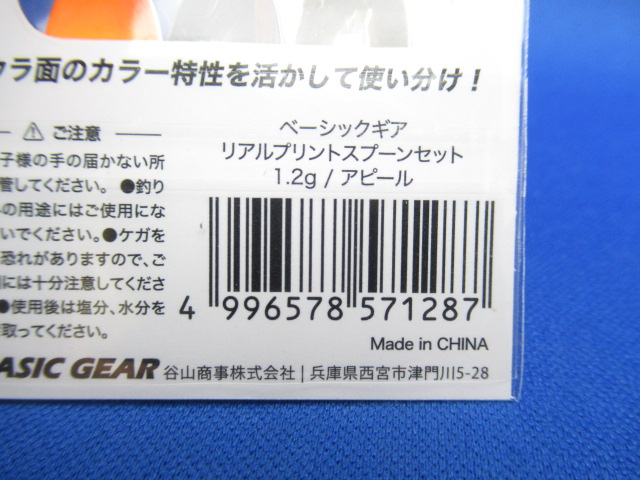 ウラ面のカラー特性を活かして使い分け!
⚠ ご注意
子様の手の届かない所
管してください。 ●釣り
の用途にはご使用にな
いでください。●ケガを
恐れがありますので、ご
には十分注意してくださ
●使用後は塩分、水分を
取ってください。
ベーシックギア
リアルプリントスプーンセット
1.2g / アピール
4 996578 571287
Made in CHINA
BASIC GEAR 谷山商事株式会社 | 兵庫県西宮市津門川5-28